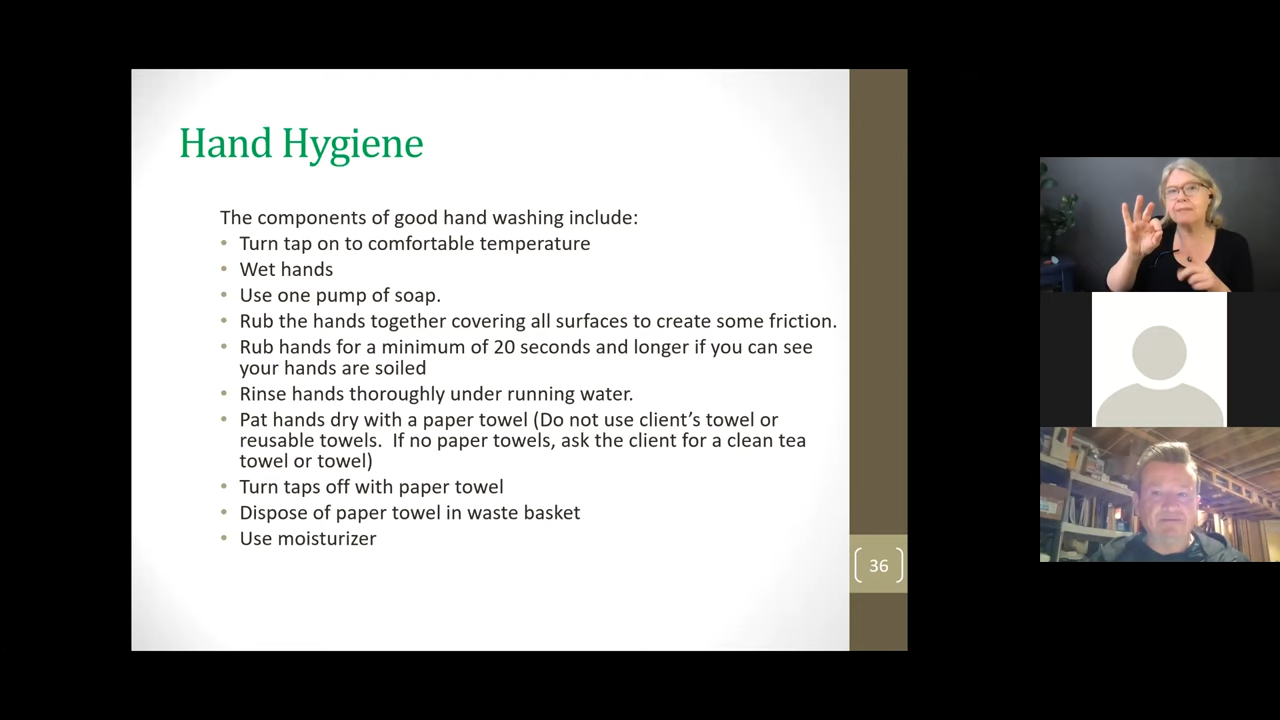 Hand Hygiene
The components of good hand washing include:
• Turn tap on to comfortable temperature
• Wet hands
• Use one pump of soap.
• Rub the hands together covering all surfaces to create some friction.
• Rub hands for a minimum of 20 seconds and longer if you can see
your hands are soiled
• Rinse hands thoroughly under running water.
• Pat hands dry with a paper towel (Do not use client’s towel or
reusable towels.  If no paper towels, ask the client for a clean tea
towel or towel)
• Turn taps off with paper towel
• Dispose of paper towel in waste basket
• Use moisturizer
36